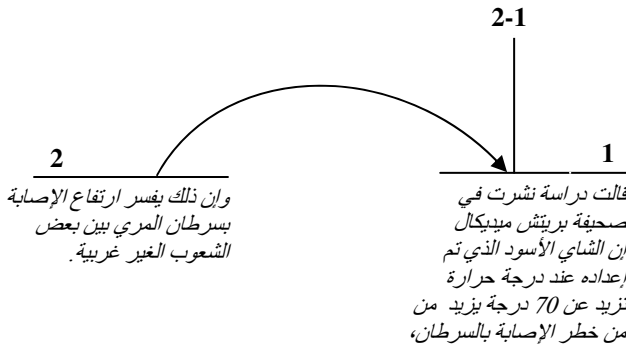 2-1
1
قالت دراسة نشرت في
صحيفة بريتش ميديكال
إن الشاي الأسود الذي تم
إعداده عند درجة حرارة
تزيد عن 70 درجة يزيد من
من خطر الإصابة بالسرطان،
2
وإن ذلك يفسر ارتفاع الإصابة
بسرطان المري بين بعض
الشعوب الغير غربية.